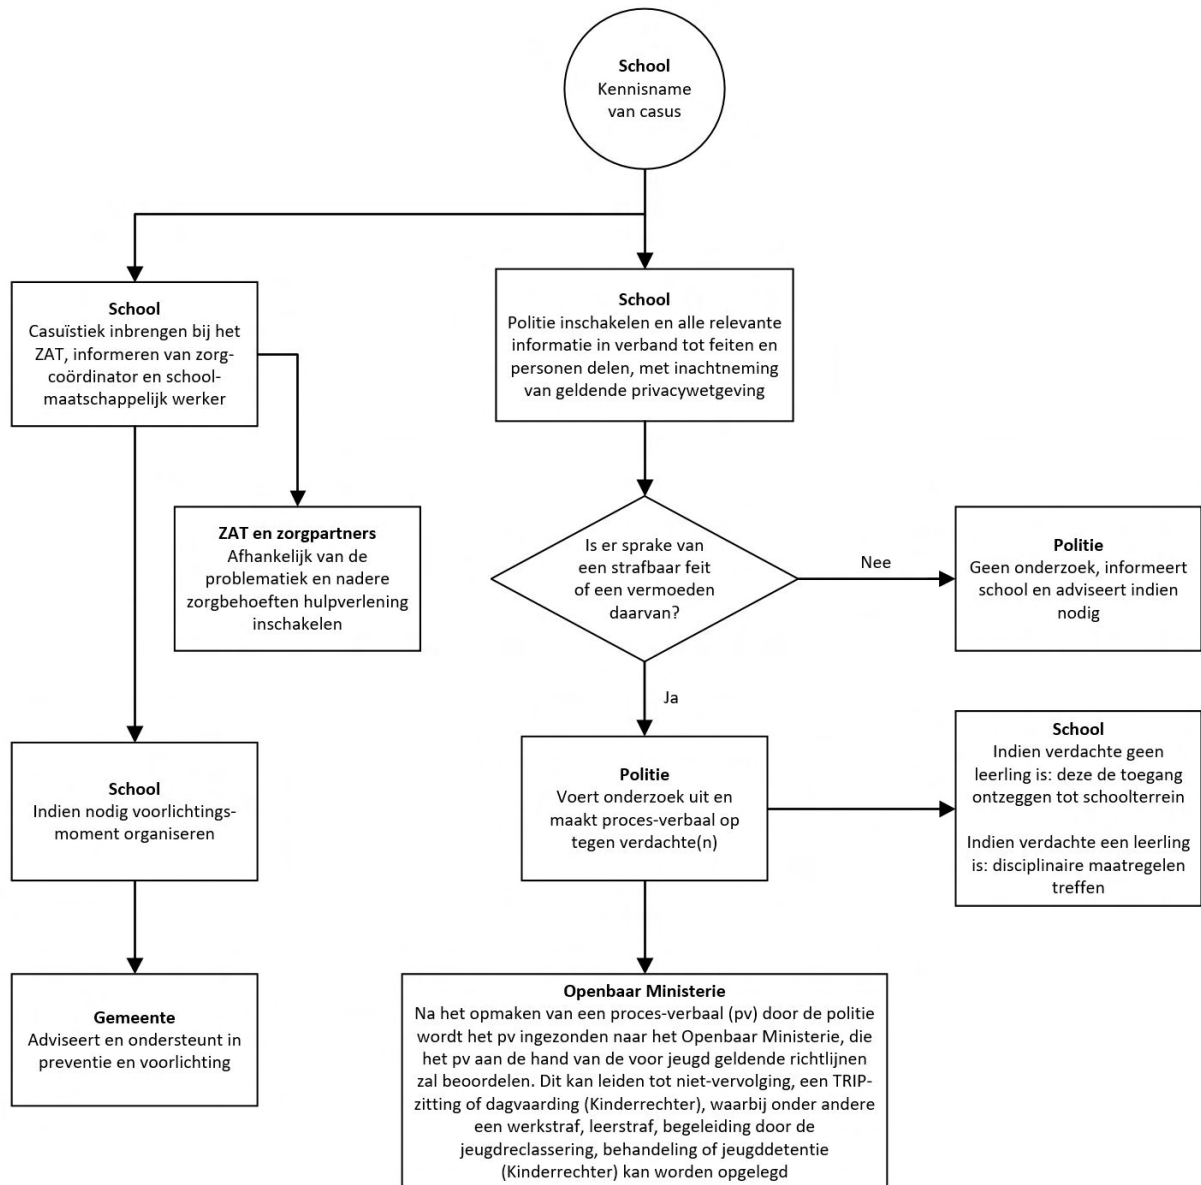 School
Kennisname
van casus
School
Casuïstiek inbrengen bij het
ZAT, informeren van zorg-
coördinator en school-
maatschappelijk werker
School
Politie inschakelen en alle relevante
informatie in verband tot feiten en
personen delen, met inachtneming
van geldende privacywetgeving
ZAT en zorgpartners
Afhankelijk van de
problematiek en nadere
zorgbehoeften hulpverlening
inschakelen
Is er sprake van
een strafbaar feit
of een vermoeden
daarvan?
Nee
Politie
Geen onderzoek, informeert
school en adviseert indien
nodig
Ja
School
Indien nodig voorlichtings-
moment organiseren
Politie
Voert onderzoek uit en
maakt proces-verbaal op
tegen verdachte(n)
School
Indien verdachte geen
leerling is: deze de toegang
ontzeggen tot schoolterrein
Indien verdachte een leerling
is: disciplinaire maatregelen
treffen
Gemeente
Adviseert en ondersteunt in
preventie en voorlichting
Openbaar Ministerie
Na het opmaken van een proces-verbaal (pv) door de politie
wordt het pv ingezonden naar het Openbaar Ministerie, die
het pv aan de hand van de voor jeugd geldende richtlijnen
zal beoordelen. Dit kan leiden tot niet-vervolging, een TRIP-
zitting of dagvaarding (Kinderrechter), waarbij onder andere
een werkstraf, leerstraf, begeleiding door de
jeugdreclassering, behandeling of jeugddetentie
(Kinderrechter) kan worden opgelegd